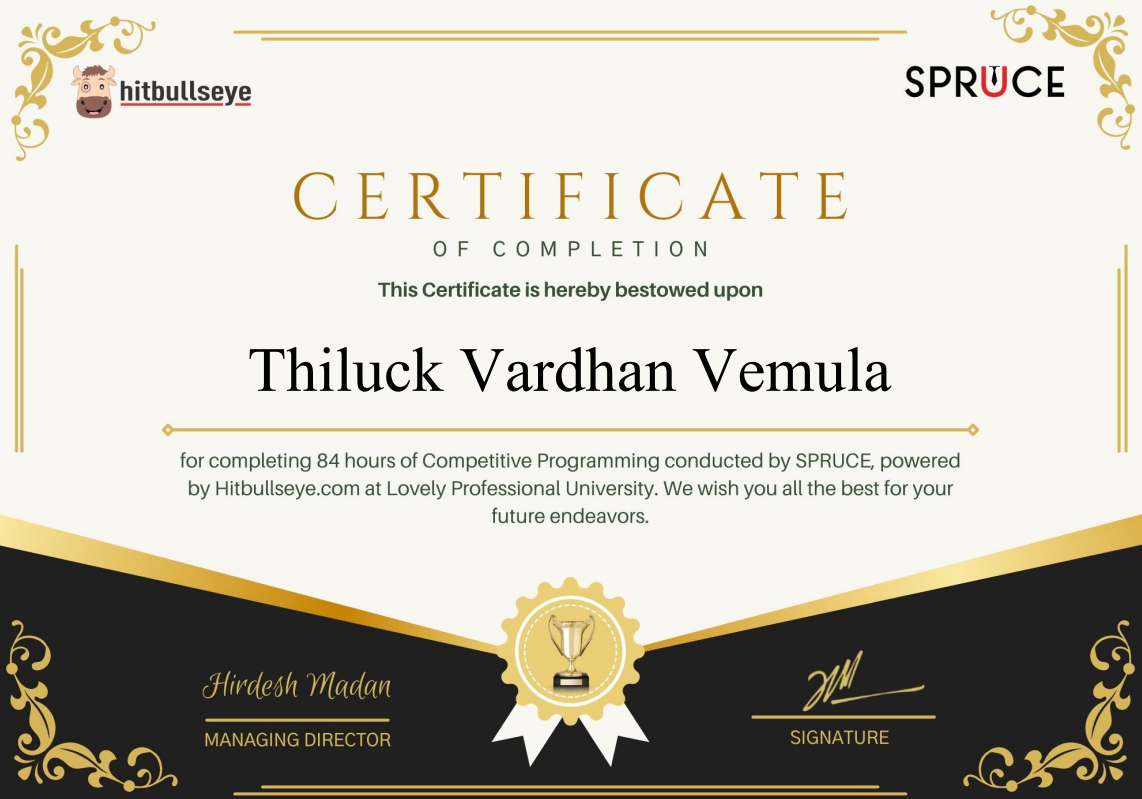 hitbullseye
SPRUCE
CERTIFICATE
OF COMPLETION
This Certificate is hereby bestowed upon
Thiluck Vardhan Vemula
for completing 84 hours of Competitive Programming conducted by SPRUCE, powered
by Hitbullseye.com at Lovely Professional University. We wish you all the best for your
future endeavors.
Hirdesh Madan
MANAGING DIRECTOR
SIGNATURE